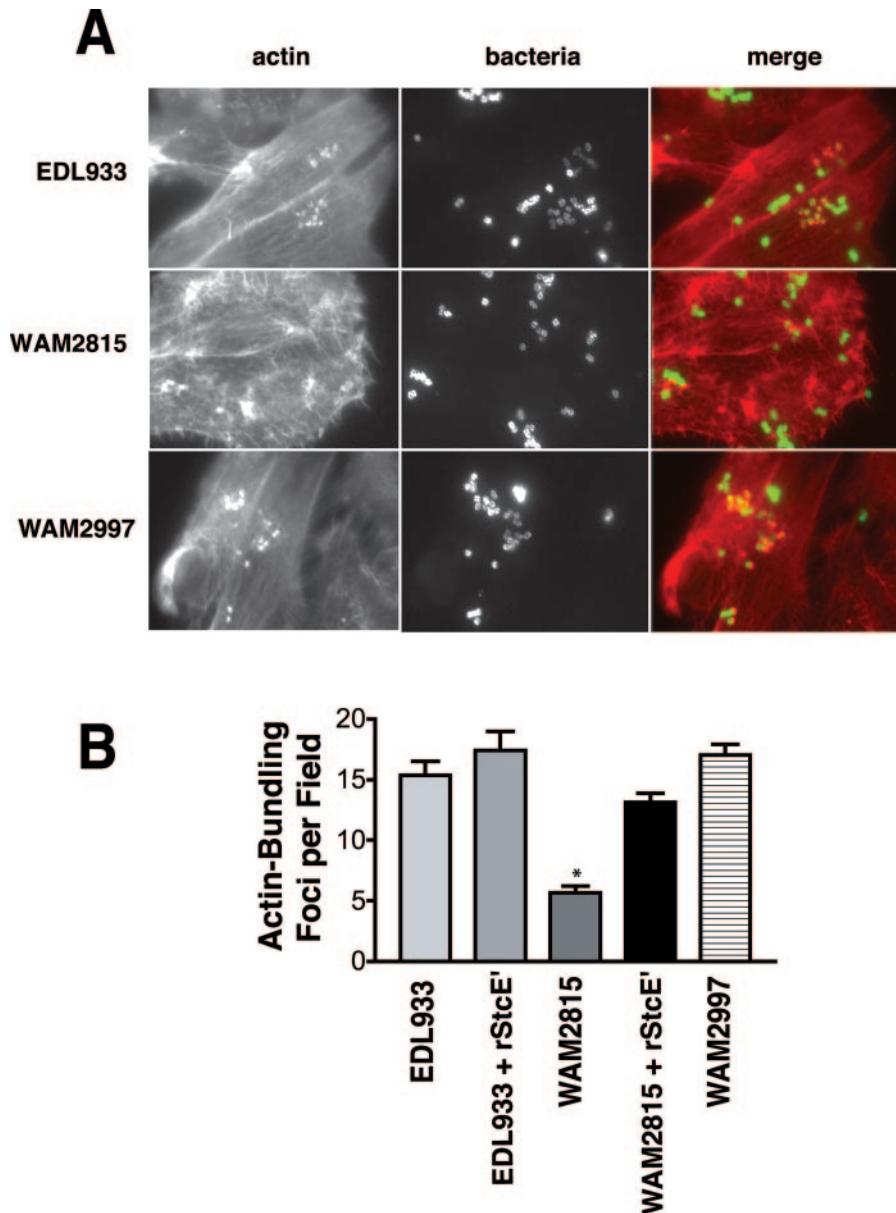 A
actin bacteria merge
EDL933
WAM2815
WAM2997
B
Actin-Bundling
Foci per Field
20
15
10
5
0
*
EDL933
EDL933 + rStcE'
WAM2815
WAM2815 + rStcE'
WAM2997